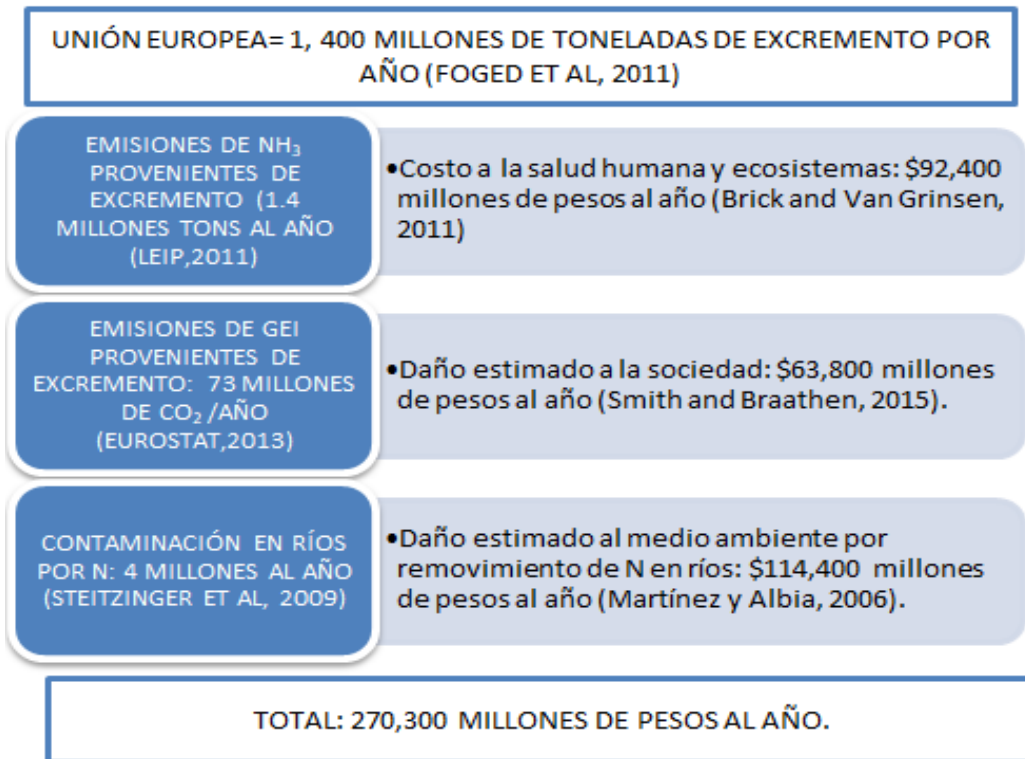 UNIÓN EUROPEA= 1, 400 MILLONES DE TONELADAS DE EXCREMENTO POR
AÑO (FOGED ET AL, 2011)
EMISIONES DE NH₃
PROVENIENTES DE
EXCREMENTO (1.4
MILLONES TONS AL AÑO
(LEIP,2011)
•Costo a la salud humana y ecosistemas: $92,400
millones de pesos al año (Brick and Van Grinsen,
2011)
EMISIONES DE GEI
PROVENIENTES DE
EXCREMENTO: 73 MILLONES
DE CO₂ /AÑO
(EUROSTAT,2013)
•Daño estimado a la sociedad: $63,800 millones
de pesos al año (Smith and Braathen, 2015).
CONTAMINACIÓN EN RÍOS
POR N: 4 MILLONES AL AÑO
(STEITZINGER ET AL, 2009)
•Daño estimado al medio ambiente por
removimiento de N en ríos: $114,400 millones
de pesos al año (Martínez y Albia, 2006).
TOTAL: 270,300 MILLONES DE PESOS AL AÑO.